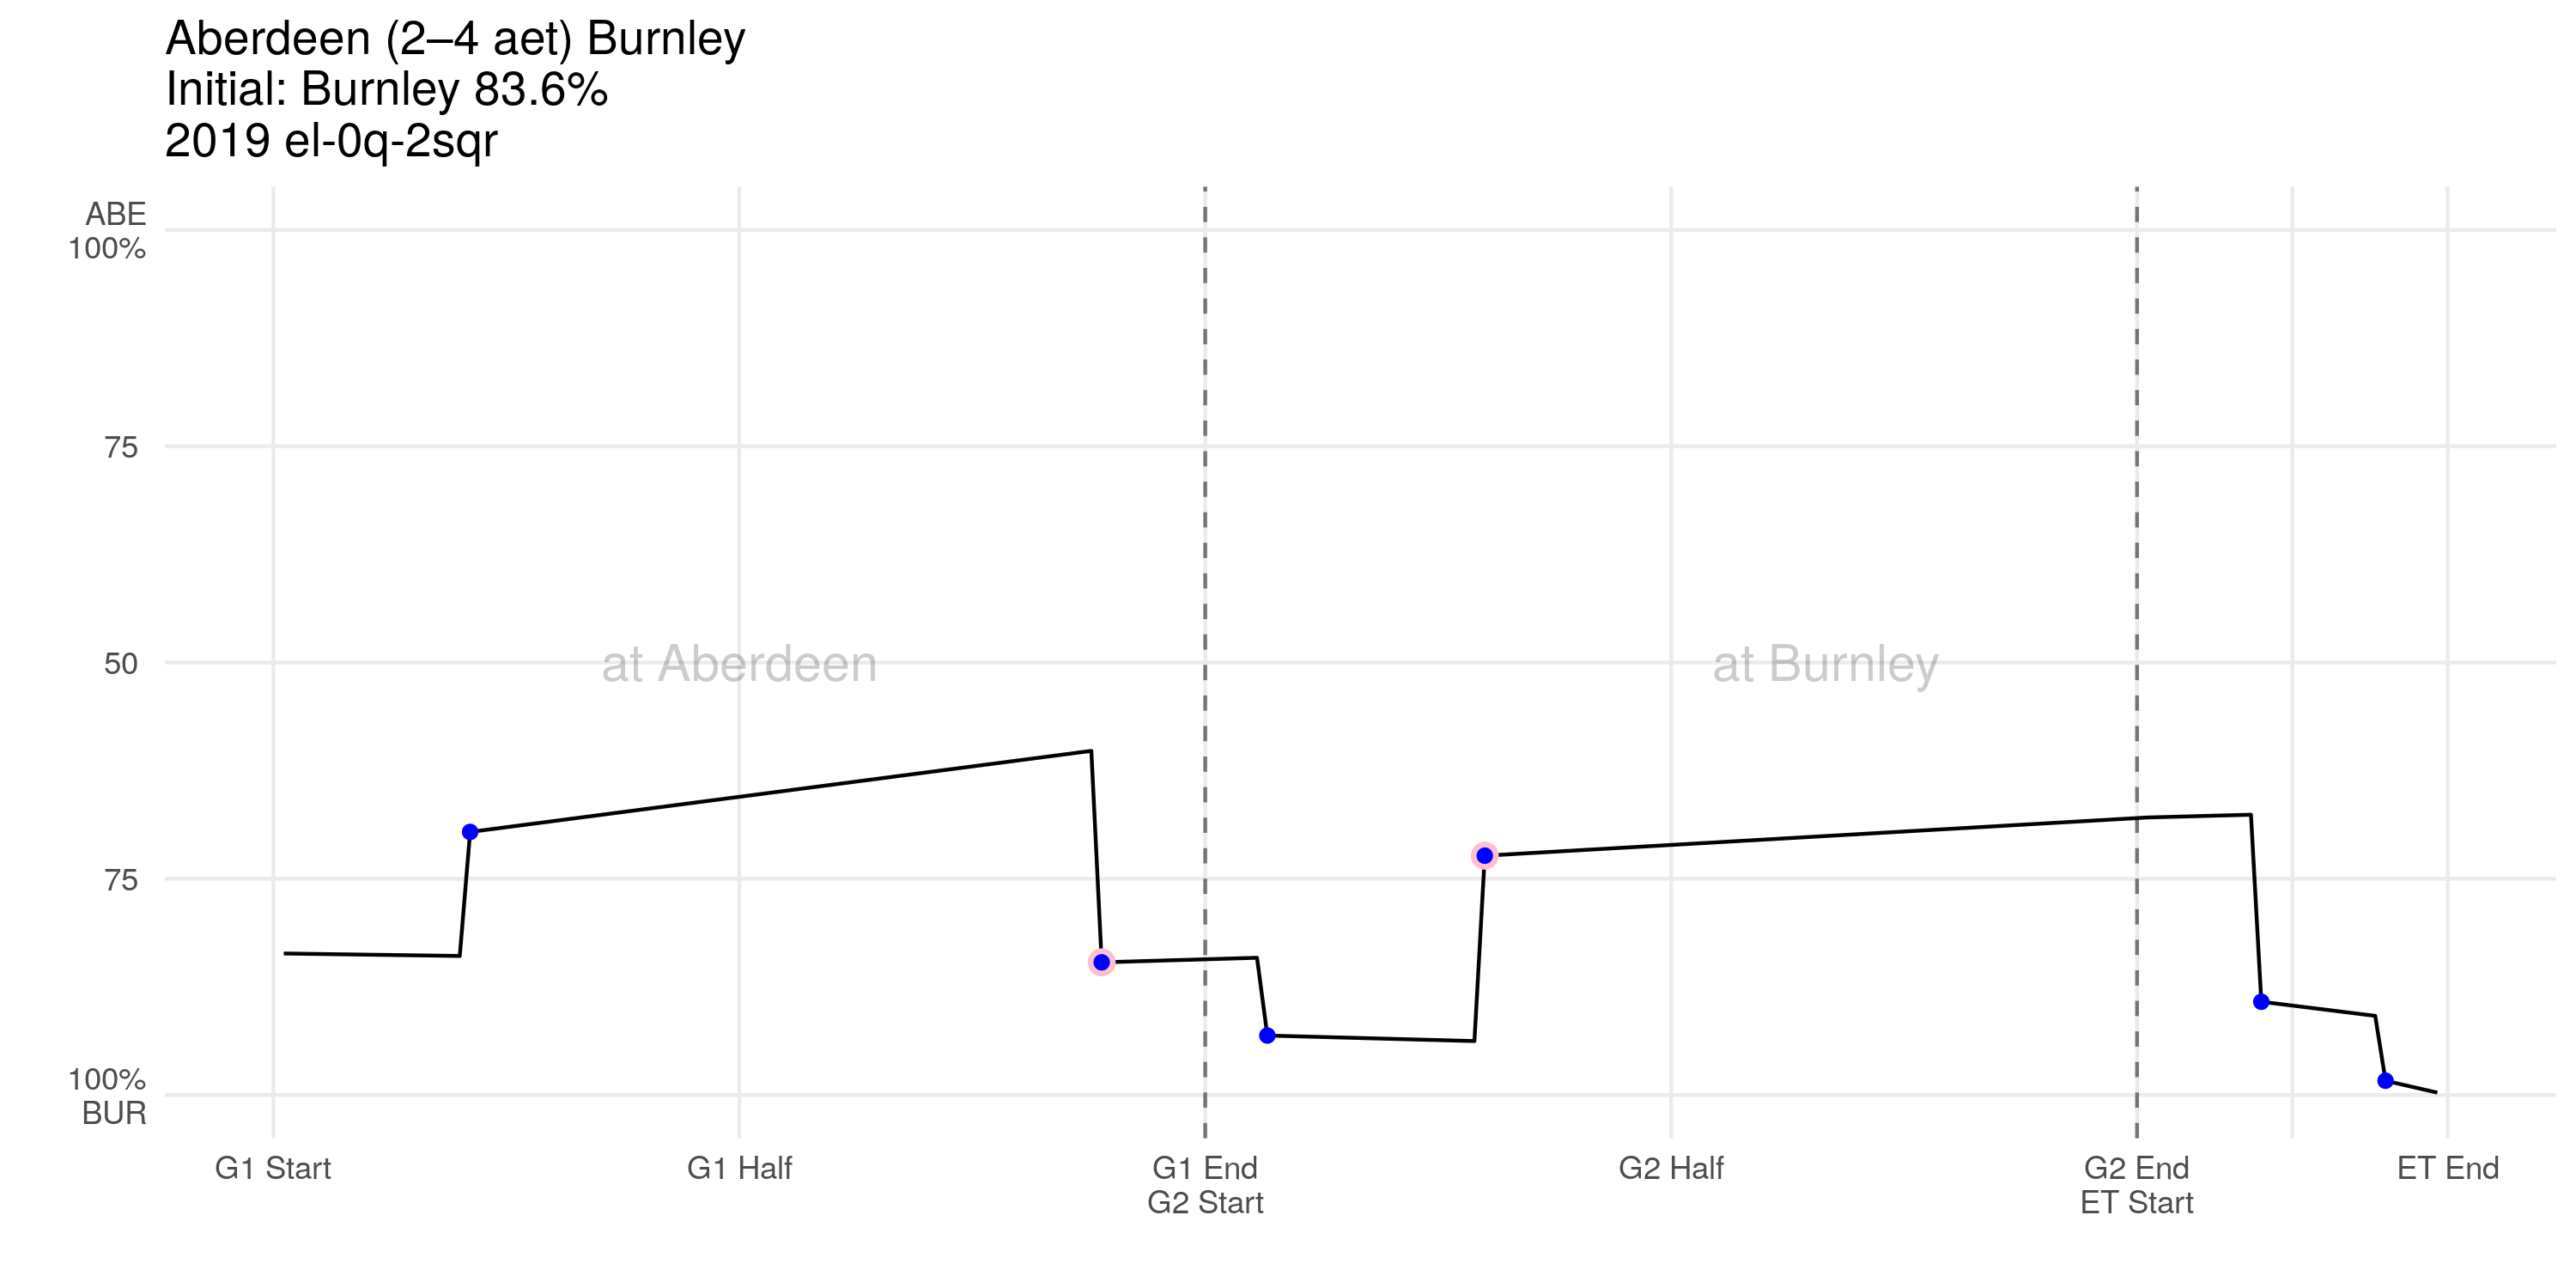 Aberdeen (2–4 aet) Burnley
Initial: Burnley 83.6%
2019 el-0q-2sqr
ABE
100%
75
50
75
100%
BUR
at Aberdeen
at Burnley
G1 Start
G1 Half
G1 End
G2 Start
G2 Half
G2 End
ET Start
ET End